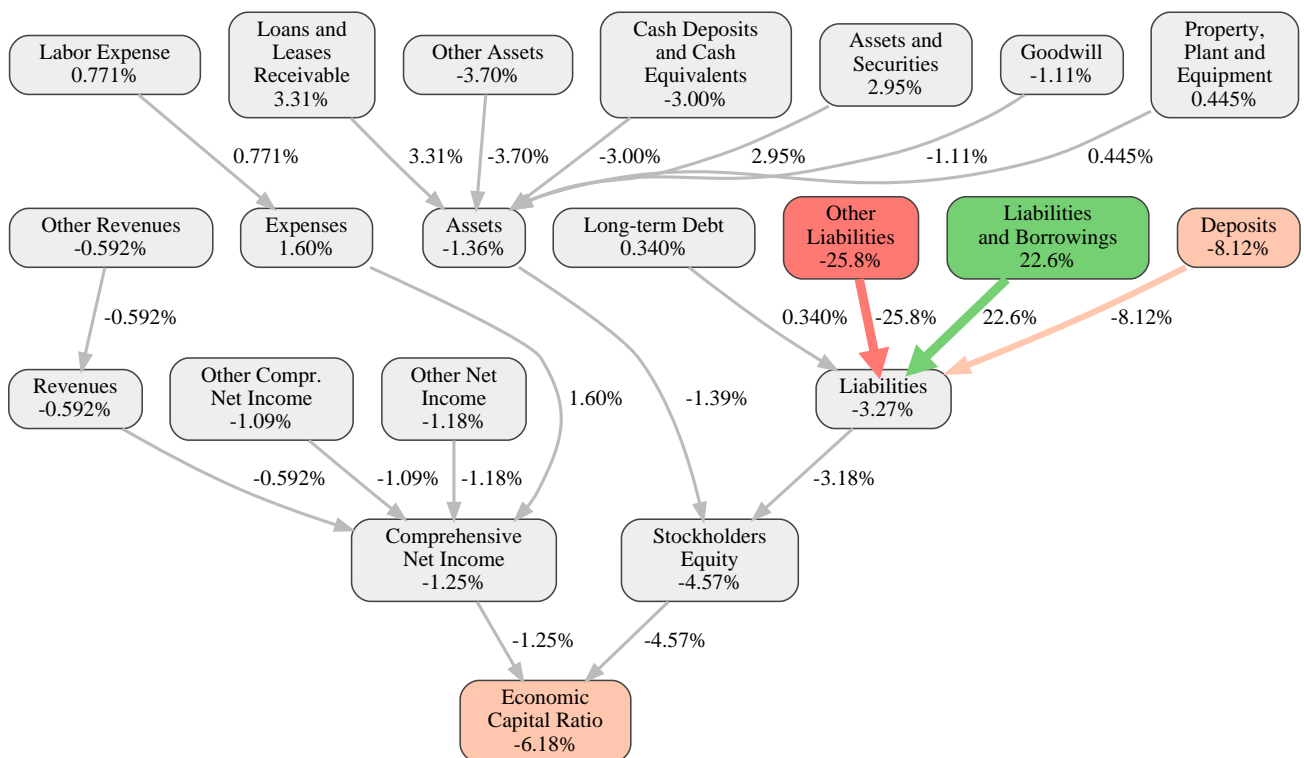 Labor Expense
0.771%
Loans and
Leases
Receivable
3.31%
Other Assets
-3.70%
Cash Deposits
and Cash
Equivalents
-3.00%
Assets and
Securities
2.95%
Goodwill
-1.11%
Property,
Plant and
Equipment
0.445%
0.771%
3.31%
-3.70%
-3.00%
2.95%
-1.11%
0.445%
Other Revenues
-0.592%
Expenses
1.60%
Assets
-1.36%
Long-term Debt
0.340%
Other
Liabilities
-25.8%
Liabilities
and Borrowings
22.6%
Deposits
-8.12%
-0.592%
0.340%
-25.8%
22.6%
-8.12%
Revenues
-0.592%
Other Compr.
Net Income
-1.09%
Other Net
Income
-1.18%
1.60%
-1.39%
Liabilities
-3.27%
-0.592%
-1.09%
-1.18%
-3.18%
Comprehensive
Net Income
-1.25%
Stockholders
Equity
-4.57%
-1.25%
-4.57%
Economic
Capital Ratio
-6.18%